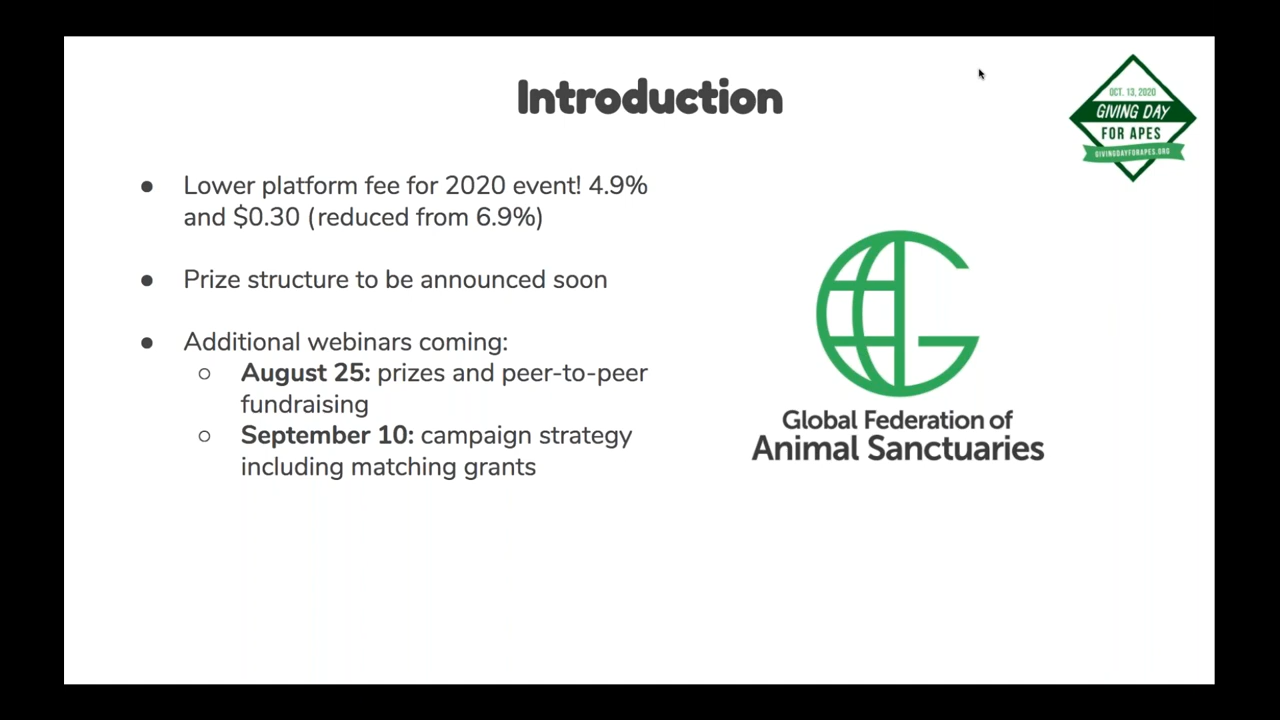 Introduction
OCT. 13, 2020
GIVING DAY
FOR APES
GIVINGDAYFORAPES.ORG
● Lower platform fee for 2020 event! 4.9%
and $0.30 (reduced from 6.9%)
● Prize structure to be announced soon
● Additional webinars coming:
○ August 25: prizes and peer-to-peer
fundraising
○ September 10: campaign strategy
including matching grants
Global Federation of
Animal Sanctuaries